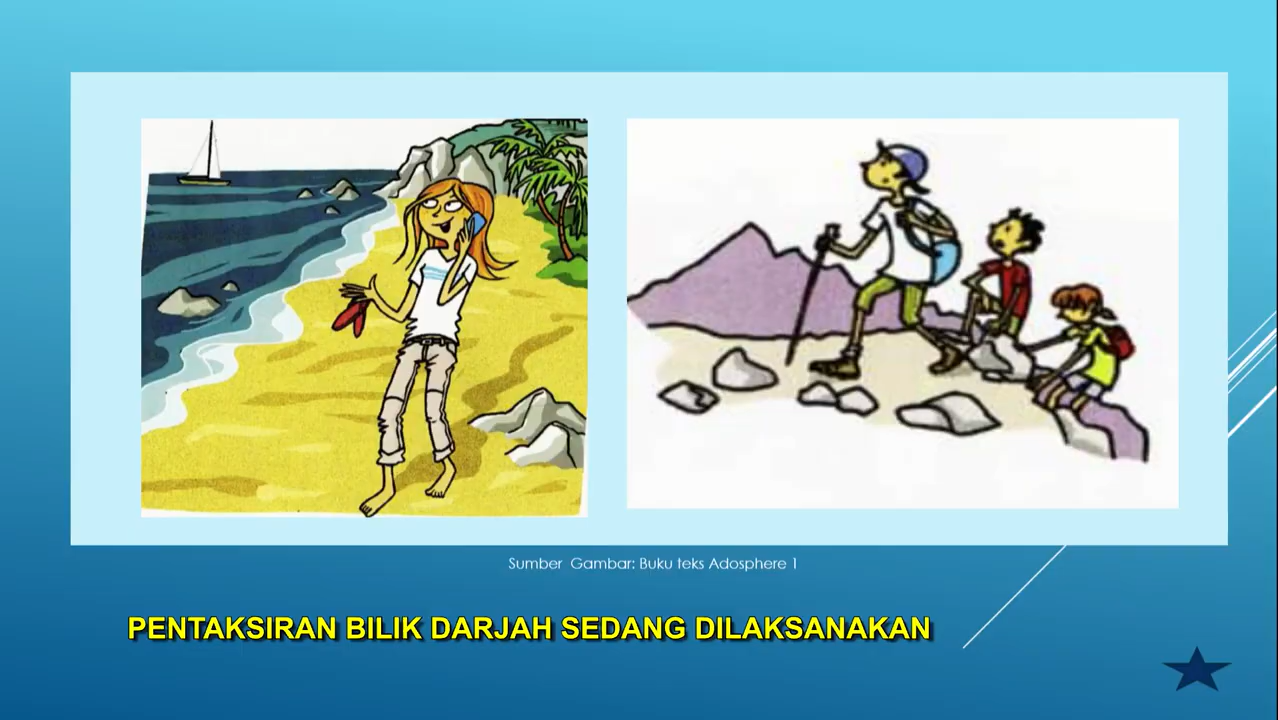 Sumber Gambar: Buku teks Adosphere 1
PENTAKSIRAN BILIK DARJAH SEDANG DILAKSANAKAN